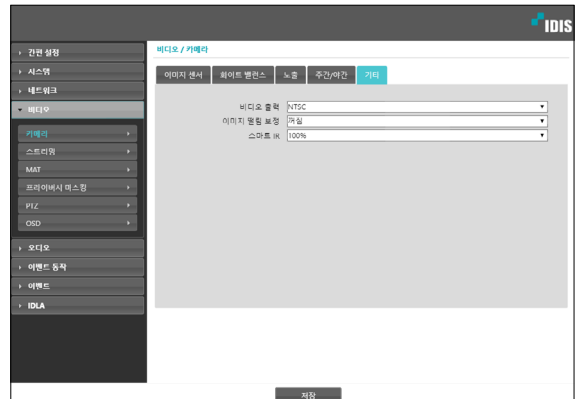 IDIS
간편 설정
시스템
네트워크
비디오
카메라
스트리밍
MAT
프라이버시 마스킹
PTZ
OSD
오디오
이벤트 동작
이벤트
IDLA
비디오 / 카메라
이미지 센서 화이트 밸런스 노출 주간/야간 기타
비디오 출력 NTSC
이미지 떨림 보정 꺼짐
스마트 IR 100%
저장